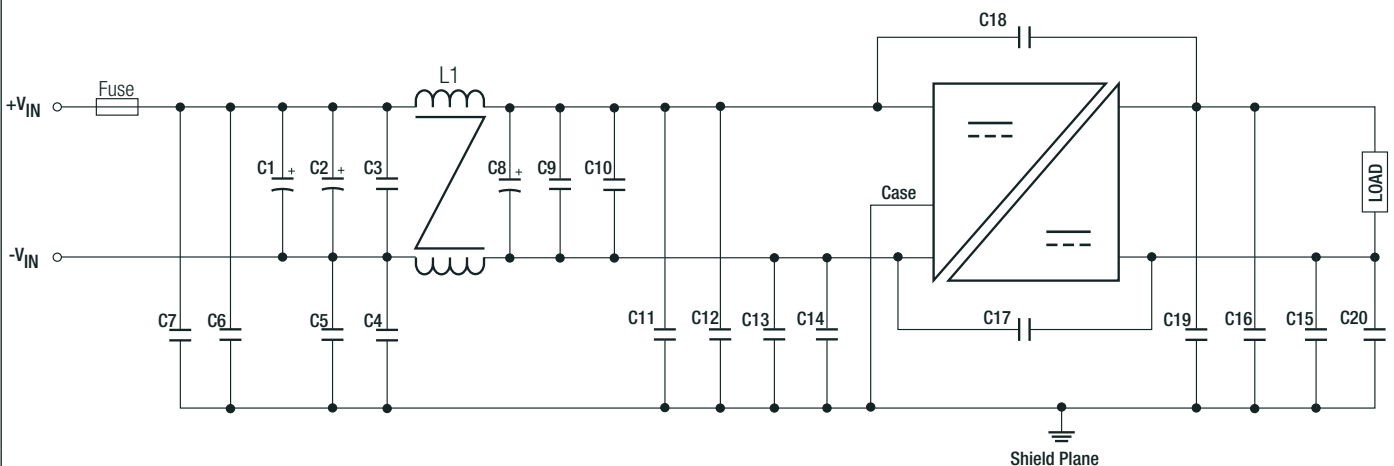 C18
L1
Fuse
+VIN
C1 +
C2 +
C3
C8 +
C9
C10
Case
LOAD
-VIN
C7
C6
C5
C4
C11
C12
C13
C14
C17
C19
C16
C15
C20
Shield Plane